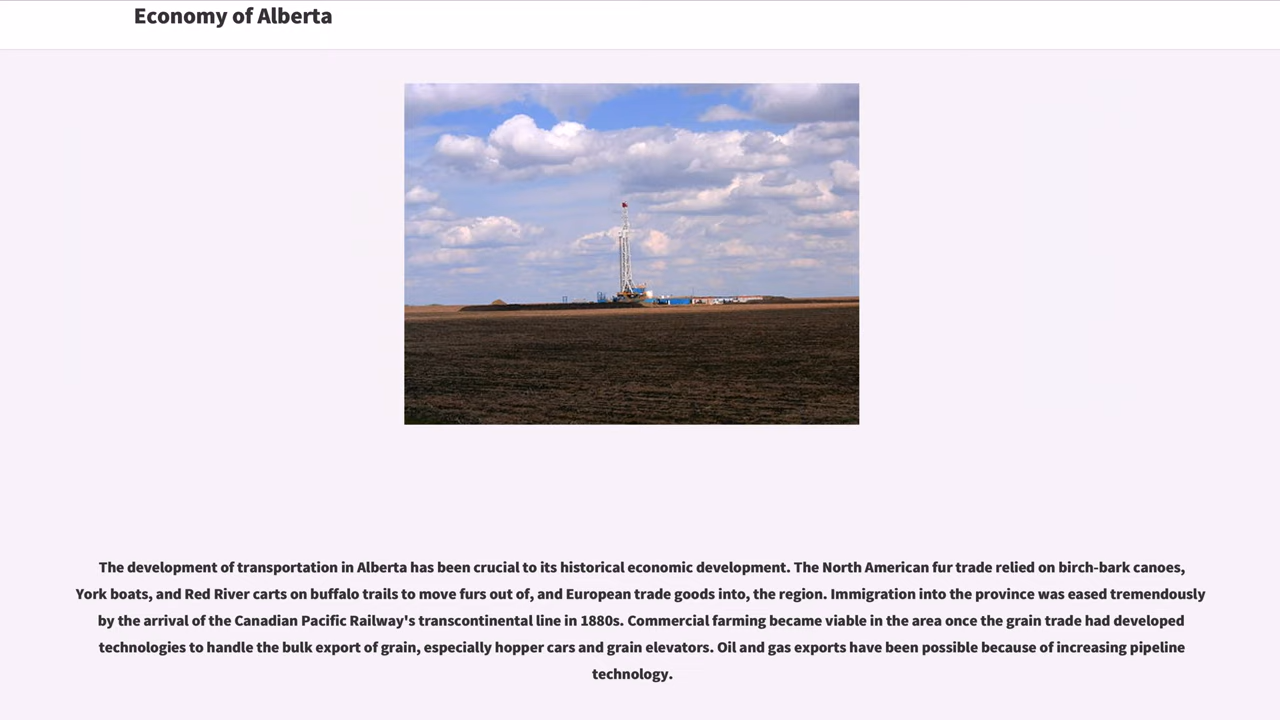 Economy of Alberta
The development of transportation in Alberta has been crucial to its historical economic development. The North American fur trade relied on birch-bark canoes,
York boats, and Red River carts on buffalo trails to move furs out of, and European trade goods into, the region. Immigration into the province was eased tremendously
by the arrival of the Canadian Pacific Railway's transcontinental line in 1880s. Commercial farming became viable in the area once the grain trade had developed
technologies to handle the bulk export of grain, especially hopper cars and grain elevators. Oil and gas exports have been possible because of increasing pipeline
technology.